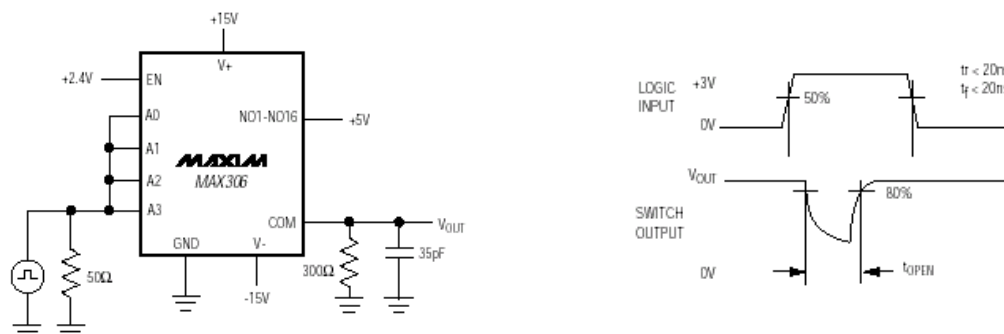 +15V
V+
+2.4V
EN
A0
NO1-NO16
+5V
A1
MAXIM
A2
MAX306
A3
COM
VOUT
GND
V-
50Ω
300Ω
35pF
-15V
LOGIC
INPUT
+3V
50%
0V
tr < 20n
tf < 20ns
VOUT
80%
SWITCH
OUTPUT
0V
tOPEN